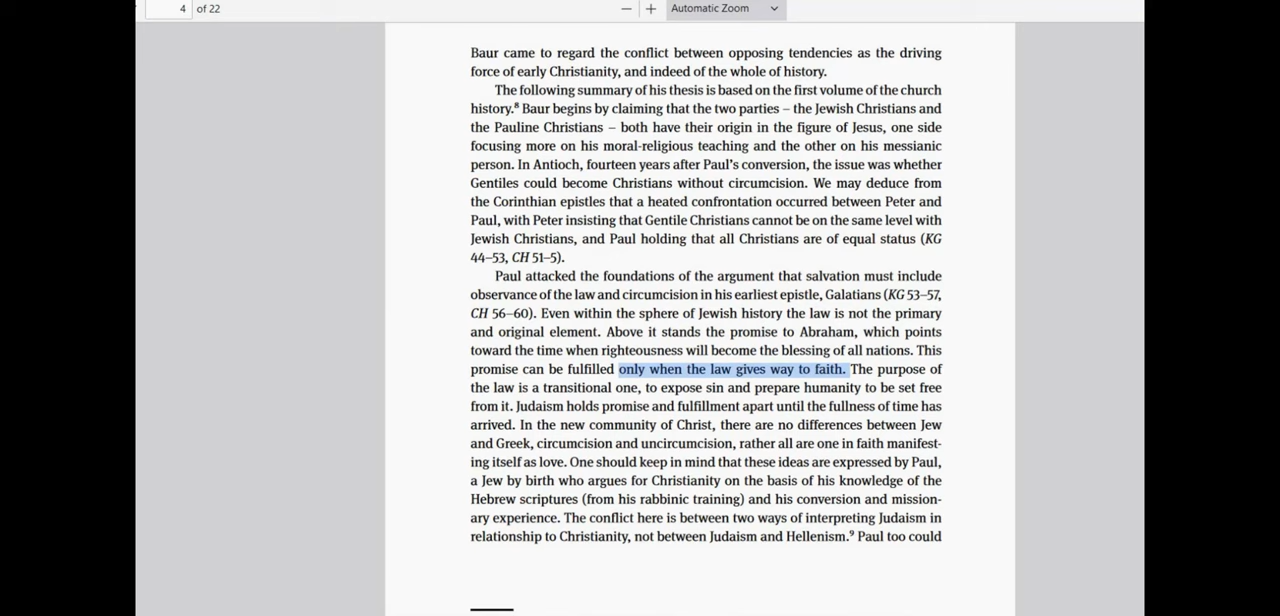 4 of 22
Automatic Zoom
Baur came to regard the conflict between opposing tendencies as the driving
force of early Christianity, and indeed of the whole of history.
The following summary of his thesis is based on the first volume of the church
history.⁸ Baur begins by claiming that the two parties – the Jewish Christians and
the Pauline Christians – both have their origin in the figure of Jesus, one side
focusing more on his moral-religious teaching and the other on his messianic
person. In Antioch, fourteen years after Paul’s conversion, the issue was whether
Gentiles could become Christians without circumcision. We may deduce from
the Corinthian epistles that a heated confrontation occurred between Peter and
Paul, with Peter insisting that Gentile Christians cannot be on the same level with
Jewish Christians, and Paul holding that all Christians are of equal status (KG
44–53, CH 51–5).
Paul attacked the foundations of the argument that salvation must include
observance of the law and circumcision in his earliest epistle, Galatians (KG 53–57,
CH 56–60). Even within the sphere of Jewish history the law is not the primary
and original element. Above it stands the promise to Abraham, which points
toward the time when righteousness will become the blessing of all nations. This
promise can be fulfilled only when the law gives way to faith. The purpose of
the law is a transitional one, to expose sin and prepare humanity to be set free
from it. Judaism holds promise and fulfillment apart until the fullness of time has
arrived. In the new community of Christ, there are no differences between Jew
and Greek, circumcision and uncircumcision, rather all are one in faith manifest-
ing itself as love. One should keep in mind that these ideas are expressed by Paul,
a Jew by birth who argues for Christianity on the basis of his knowledge of the
Hebrew scriptures (from his rabbinic training) and his conversion and mission-
ary experience. The conflict here is between two ways of interpreting Judaism in
relationship to Christianity, not between Judaism and Hellenism.⁹ Paul too could